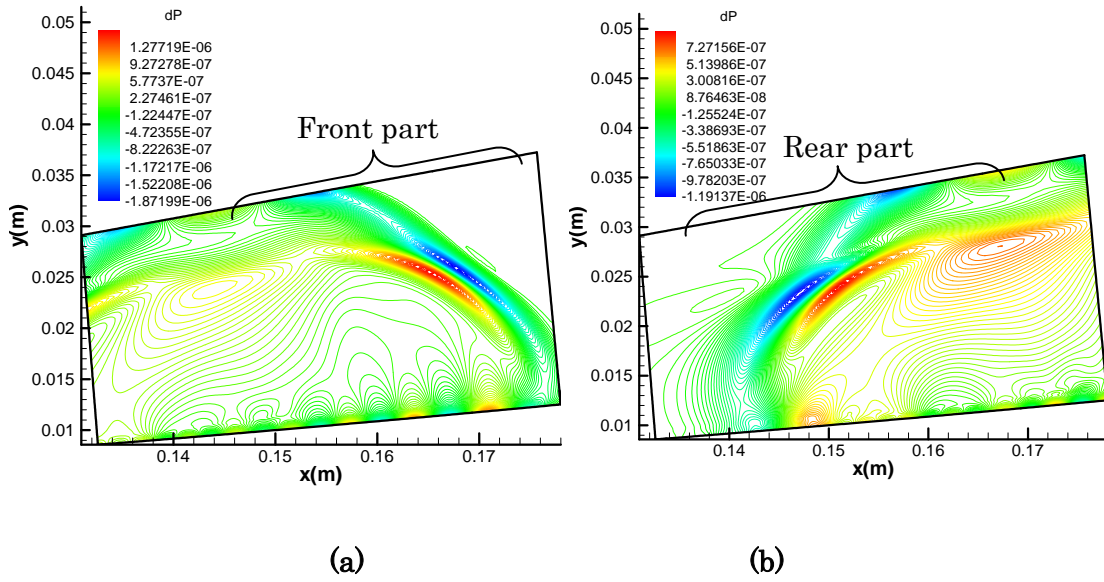 dP
1.27719E-06
9.27278E-07
5.7737E-07
2.27461E-07
-1.22447E-07
-4.72355E-07
-8.22263E-07
-1.17217E-06
-1.52208E-06
-1.87199E-06
Front part
0.05
0.04
0.03
0.025
0.02
0.015
0.01
y(m)
0.14
0.15
0.16
0.17
x(m)
(a)
dP
7.27156E-07
5.13986E-07
3.00816E-07
8.76463E-08
-1.25524E-07
-3.38693E-07
-5.51863E-07
-7.65033E-07
-9.78203E-07
-1.19137E-06
Rear part
0.05
0.045
0.04
0.035
0.03
0.025
0.02
0.015
0.01
y(m)
0.14
0.15
0.16
0.17
x(m)
(b)